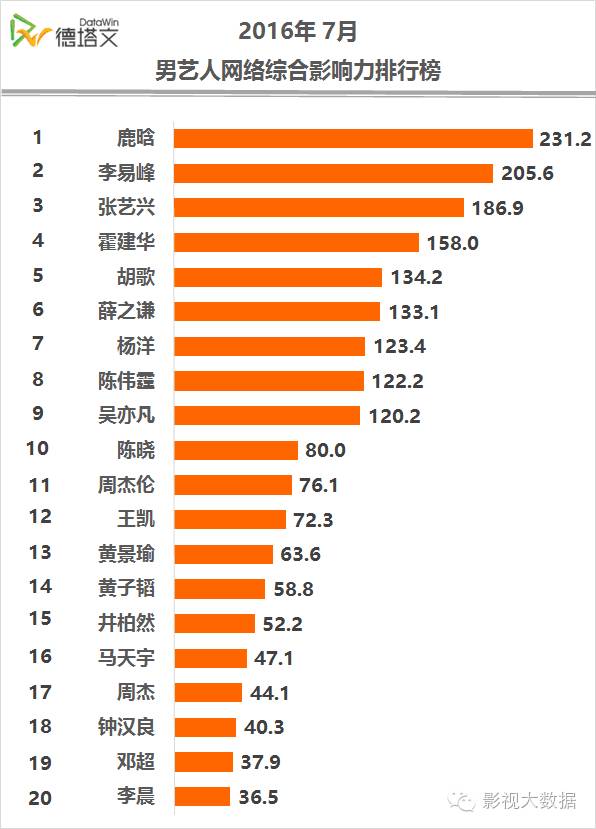 DataWin
德塔文
2016年 7月
男艺人网络综合影响力排行榜
1 鹿晗 231.2
2 李易峰 205.6
3 张艺兴 186.9
4 霍建华 158.0
5 胡歌 134.2
6 薛之谦 133.1
7 杨洋 123.4
8 陈伟霆 122.2
9 吴亦凡 120.2
10 陈晓 80.0
11 周杰伦 76.1
12 王凯 72.3
13 黄景瑜 63.6
14 黄子韬 58.8
15 井柏然 52.2
16 马天宇 47.1
17 周杰 44.1
18 钟汉良 40.3
19 邓超 37.9
20 李晨 36.5
影视大数据